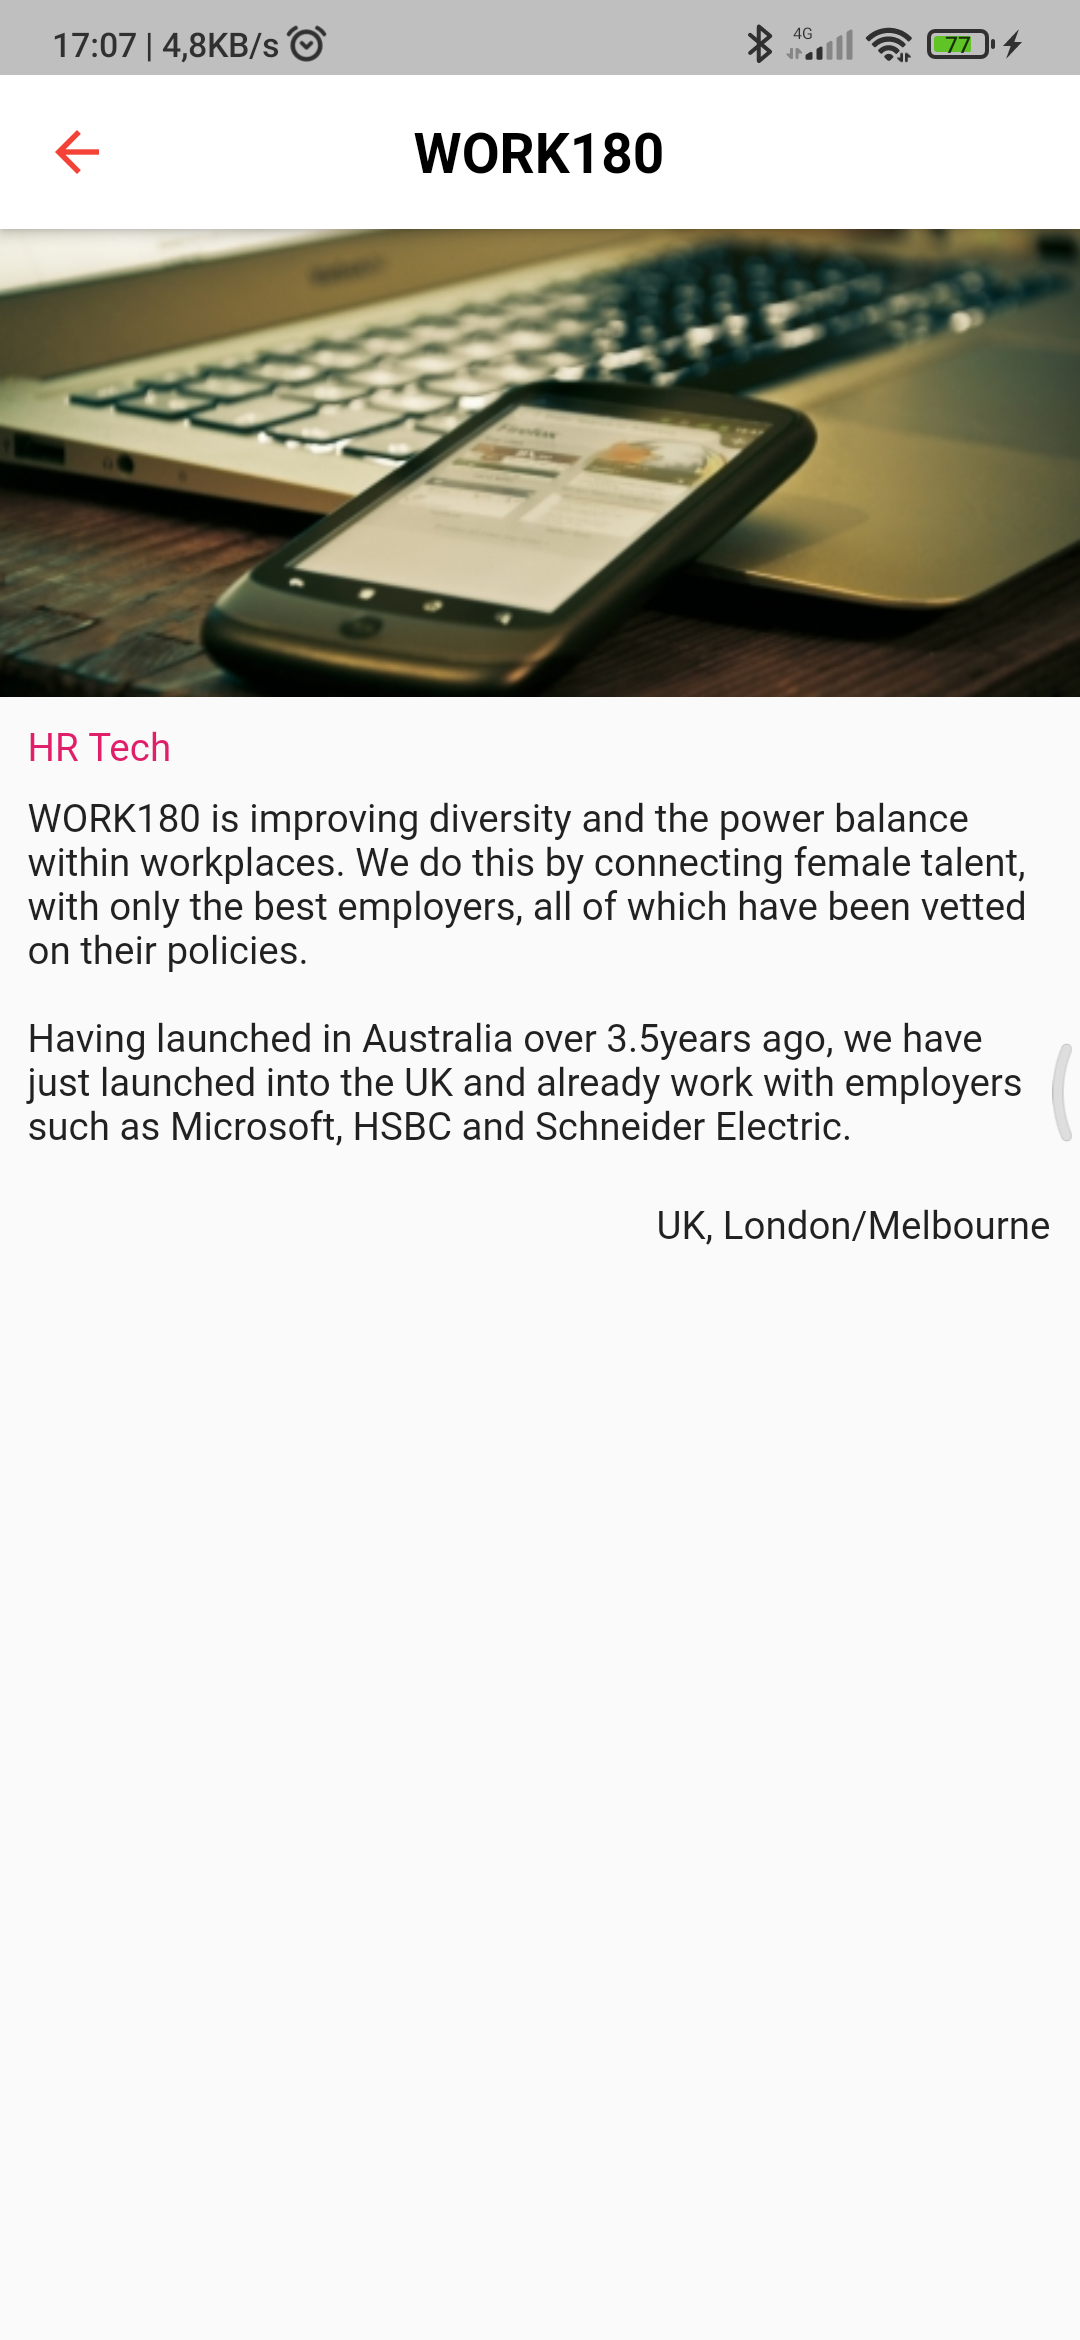 17:07 | 4,8KB/s
4G
77
WORK180
Firefox
HR Tech
WORK180 is improving diversity and the power balance
within workplaces. We do this by connecting female talent,
with only the best employers, all of which have been vetted
on their policies.
Having launched in Australia over 3.5years ago, we have
just launched into the UK and already work with employers
such as Microsoft, HSBC and Schneider Electric.
UK, London/Melbourne